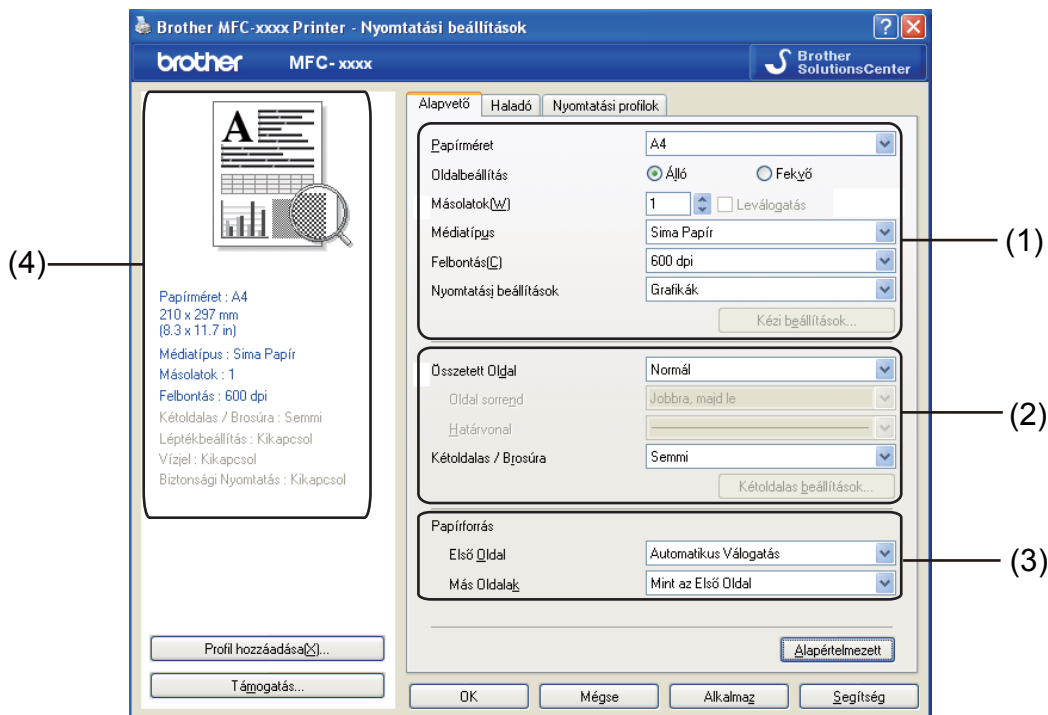 Brother MFC-xxxx Printer - Nyomtatási beállítások
brother MFC- xxxx
Brother
SolutionsCenter
A
Papírméret : A4
210 x 297 mm
(8.3 x 11.7 in)
Médiatípus : Sima Papír
Másolatok : 1
Felbontás : 600 dpi
Kétoldalas / Brosúra : Semmi
Léptékbeállítás : Kikapcsol
Vízjel : Kikapcsol
Biztonsági Nyomtatás : Kikapcsol
(4)
Profil hozzáadása(X)...
Támogatás...
Alapvető Haladó Nyomtatási profilok
Papírméret A4
Oldalbeállítás Álló Fekvő
Másolatok(W) 1 Leválogatás
Médiatípus Sima Papír
Felbontás(C) 600 dpi
Nyomtatási beállítások Grafikák
Kézi beállítások...
(1)
Összetett Oldal Normál
Oldal sorrend Jobbra, majd le
Határvonal
Kétoldalas / Brosúra Semmi
Kétoldalas beállítások...
(2)
Papírforrás
Első Oldal Automatikus Válogatás
Más Oldalak Mint az Első Oldal
(3)
Alapértelmezett
OK Mégse Alkalmaz Segítség